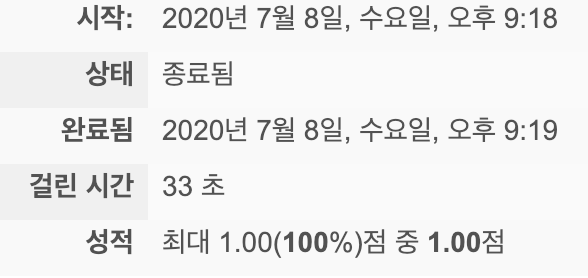 시작: 2020년 7월 8일, 수요일, 오후 9:18
상태 종료됨
완료됨 2020년 7월 8일, 수요일, 오후 9:19
걸린 시간 33 초
성적 최대 1.00(100%)점 중 1.00점